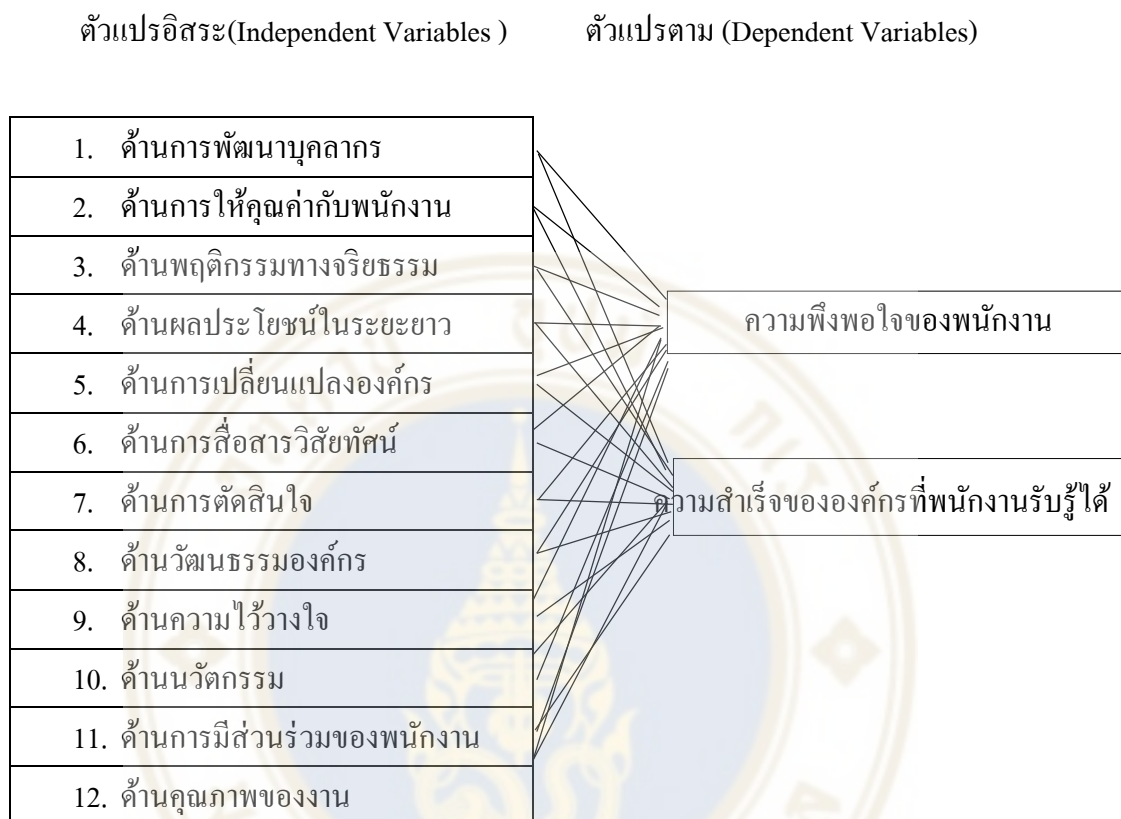 ตัวแปรอิสระ(Independent Variables ) ตัวแปรตาม (Dependent Variables)
1. ด้านการพัฒนาบุคลากร
2. ด้านการให้คุณค่ากับพนักงาน
3. ด้านพฤติกรรมทางจริยธรรม
4. ด้านผลประโยชน์ในระยะยาว
ความพึงพอใจของพนักงาน
5. ด้านการเปลี่ยนแปลงองค์กร
6. ด้านการสื่อสารวิสัยทัศน์
7. ด้านการตัดสินใจ
ความสำเร็จขององค์กรที่พนักงานรับรู้ได้
8. ด้านวัฒนธรรมองค์กร
9. ด้านความไว้วางใจ
10. ด้านนวัตกรรม
11. ด้านการมีส่วนร่วมของพนักงาน
12. ด้านคุณภาพของงาน